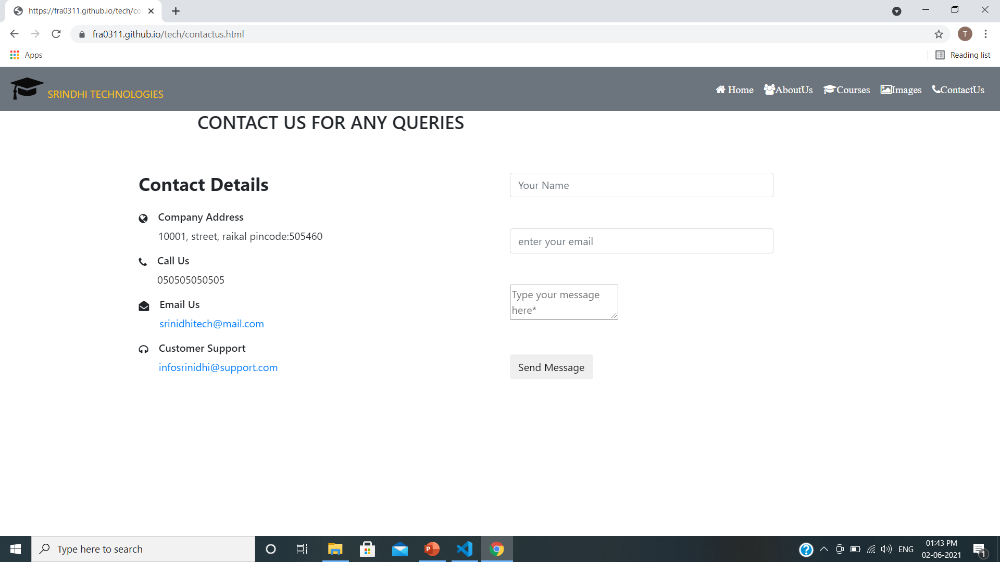 https://fra0311.github.io/tech/co
fra0311.github.io/tech/contactus.html
T
Apps
Reading list
SRINDHI TECHNOLOGIES
Home
AboutUs
Courses
Images
ContactUs
CONTACT US FOR ANY QUERIES
Contact Details
Company Address
10001, street, raikal pincode:505460
Call Us
050505050505
Email Us
srinidhitech@mail.com
Customer Support
infosrinidhi@support.com
Your Name
enter your email
Type your message
here*
Send Message
Type here to search
P
?
ENG
01:43 PM
02-06-2021
1